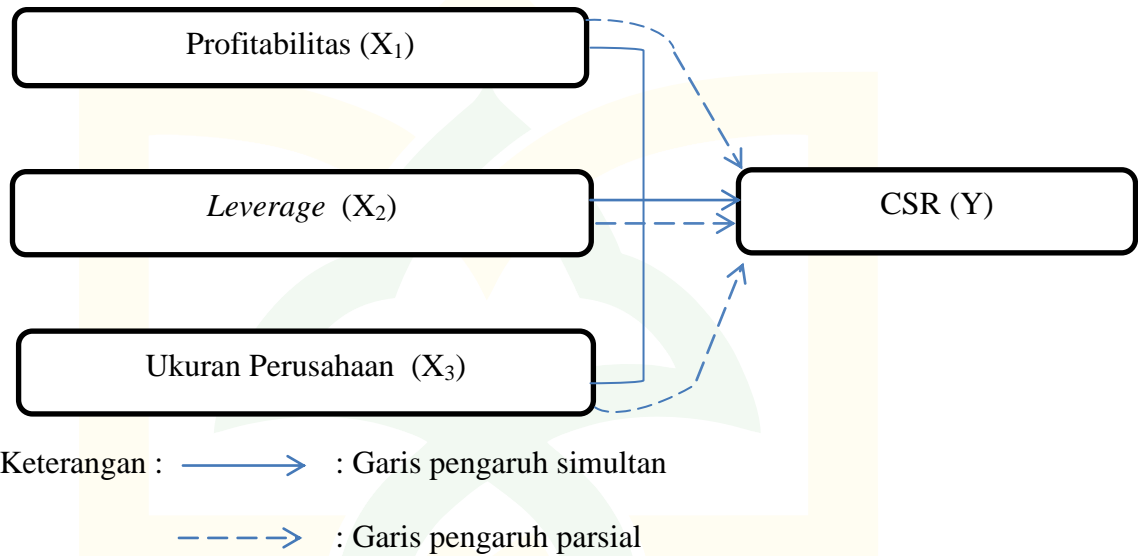 Profitabilitas (X₁)
Leverage (X₂)
CSR (Y)
Ukuran Perusahaan (X₃)
Keterangan : : Garis pengaruh simultan
: Garis pengaruh parsial